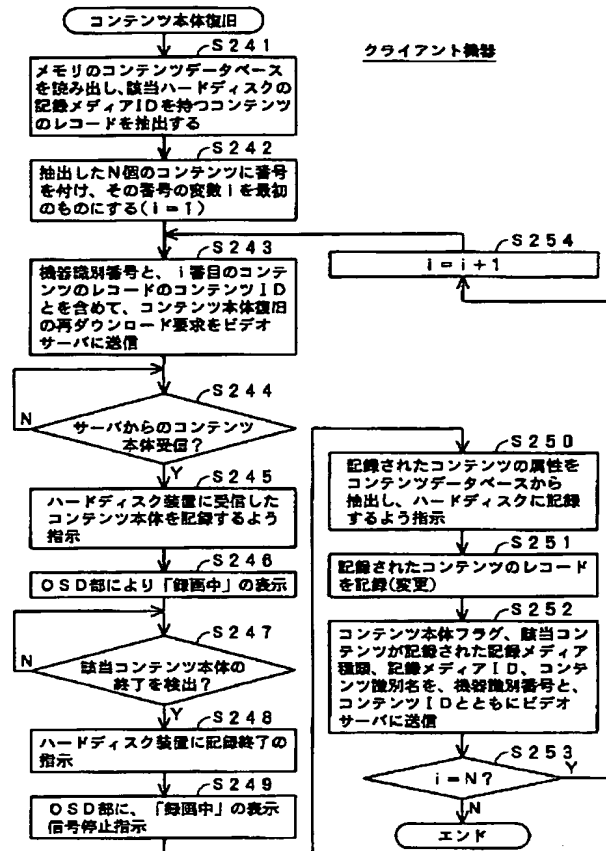 コンテンツ本体復旧
クライアント機器
S241
メモリのコンテンツデータベース
を読み出し、該当ハードディスクの
記録メディアIDを持つコンテンツ
のレコードを抽出する
S242
抽出したN個のコンテンツに番号
を付け、その番号の変数iを最初
のものにする(i=1)
S243
機器識別番号と、i番目のコンテ
ンツのレコードのコンテンツID
とを含めて、コンテンツ本体復旧
の再ダウンロード要求をビデオ
サーバに送信
S244
サーバからのコンテンツ
本体受信?
N
Y
S245
ハードディスク装置に受信した
コンテンツ本体を記録するよう
指示
S246
OSD部により「録画中」の表示
S247
該当コンテンツ本体の
終了を検出?
N
Y
S248
ハードディスク装置に記録終了の
指示
S249
OSD部に、「録画中」の表示
信号停止指示
S250
記録されたコンテンツの属性を
コンテンツデータベースから
抽出し、ハードディスクに記録
するよう指示
S251
記録されたコンテンツのレコード
を記録(変更)
S252
コンテンツ本体フラグ、該当コン
テンツが記録された記録メディア
種類、記録メディアID、コンテ
ンツ識別名を、機器識別番号と、
コンテンツIDとともにビデオ
サーバに送信
S253
i=N?
Y
N
エンド
S254
i=i+1